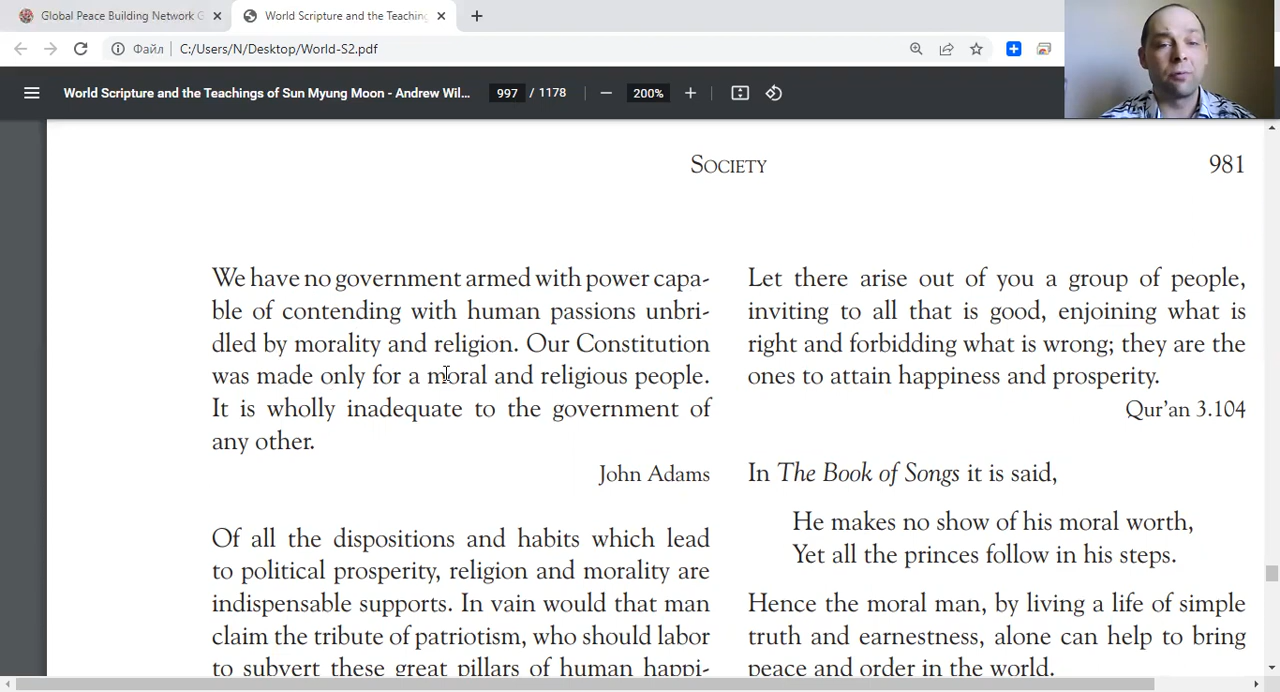 Global Peace Building Network G
World Scripture and the Teaching
Файл
C:/Users/N/Desktop/World-S2.pdf
World Scripture and the Teachings of Sun Myung Moon - Andrew Wil...
997 / 1178
200%
SOCIETY
981
We have no government armed with power capa-
ble of contending with human passions unbri-
dled by morality and religion. Our Constitution
was made only for a moral and religious people.
It is wholly inadequate to the government of
any other.
John Adams
Of all the dispositions and habits which lead
to political prosperity, religion and morality are
indispensable supports. In vain would that man
claim the tribute of patriotism, who should labor
to subvert these great pillars of human happi-
Let there arise out of you a group of people,
inviting to all that is good, enjoining what is
right and forbidding what is wrong; they are the
ones to attain happiness and prosperity.
Qur'an 3.104
In The Book of Songs it is said,
He makes no show of his moral worth,
Yet all the princes follow in his steps.
Hence the moral man, by living a life of simple
truth and earnestness, alone can help to bring
peace and order in the world.